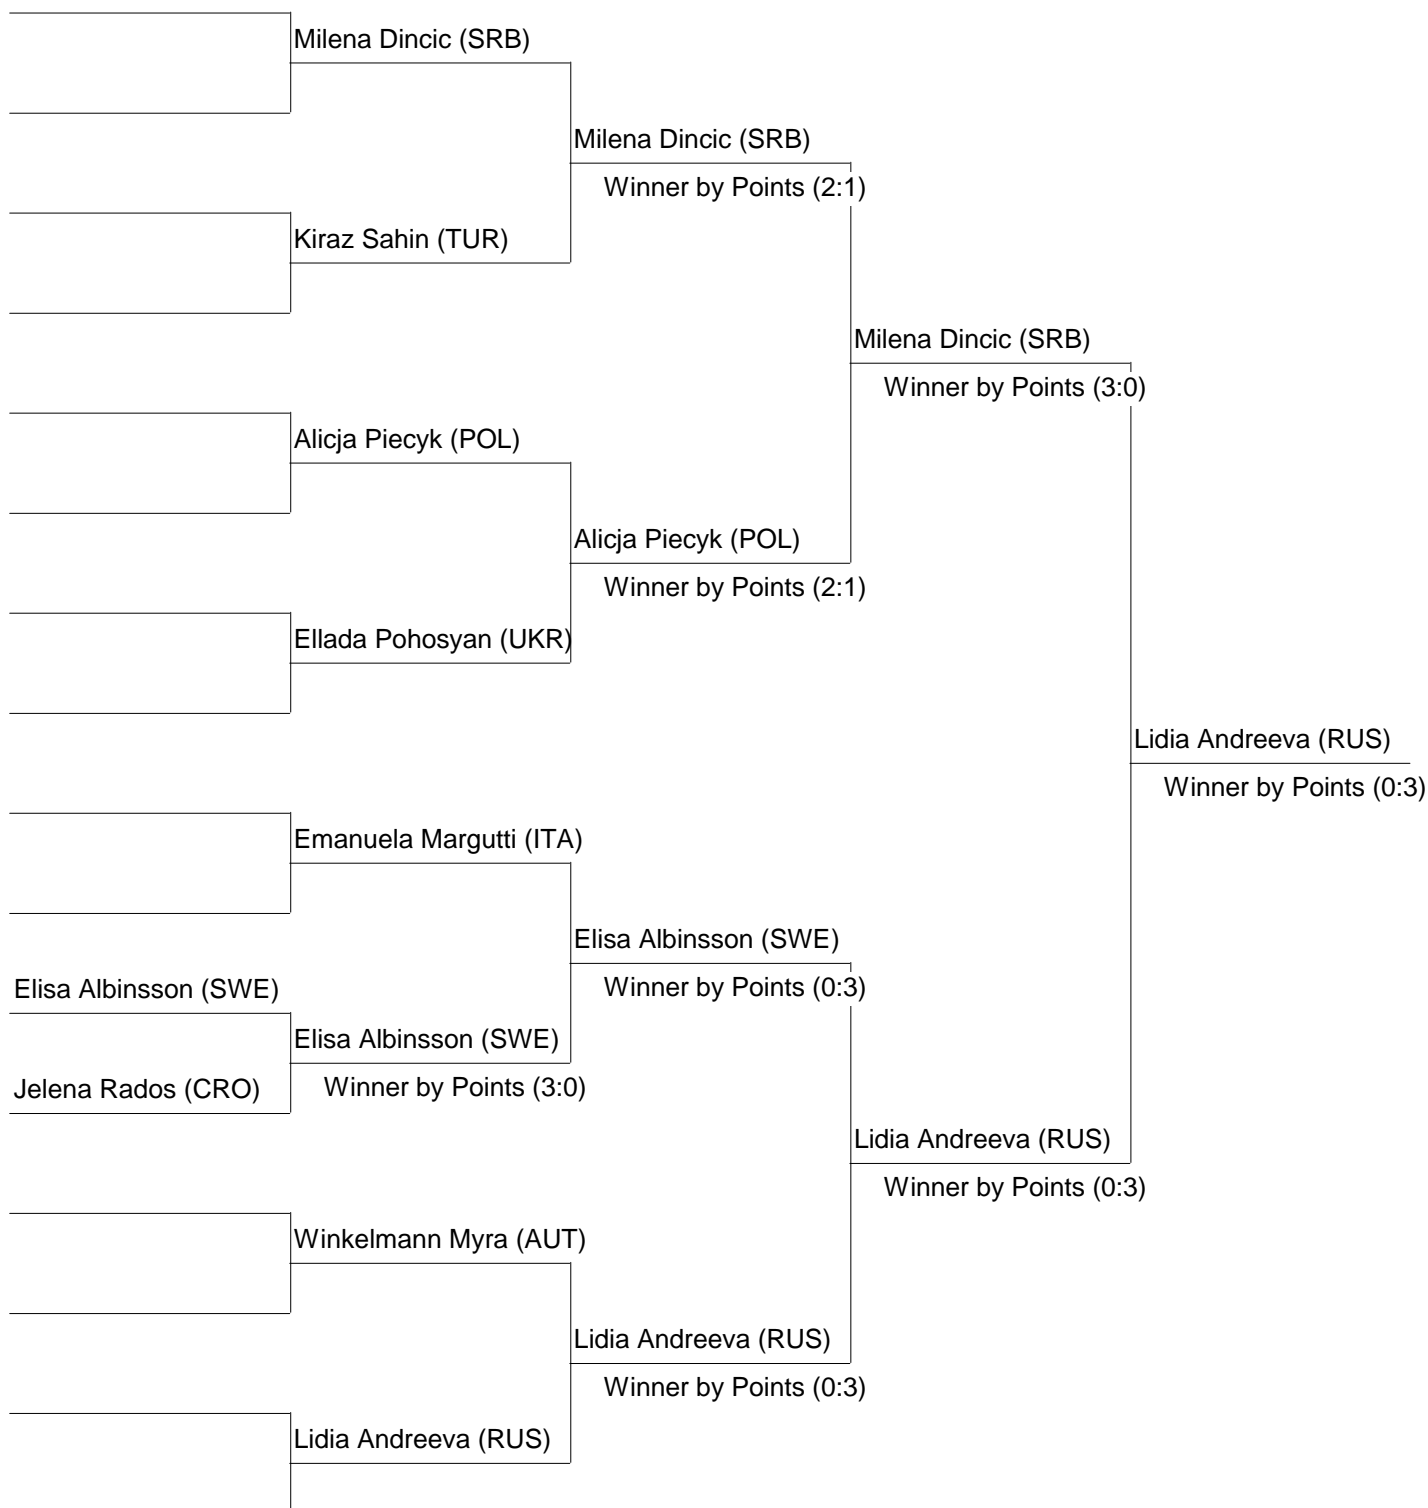 Milena Dincic (SRB)
Milena Dincic (SRB)
Winner by Points (2:1)
Kiraz Sahin (TUR)
Milena Dincic (SRB)
Winner by Points (3:0)
Alicja Piecyk (POL)
Alicja Piecyk (POL)
Winner by Points (2:1)
Ellada Pohosyan (UKR)
Lidia Andreeva (RUS)
Winner by Points (0:3)
Emanuela Margutti (ITA)
Elisa Albinsson (SWE)
Winner by Points (0:3)
Elisa Albinsson (SWE)
Elisa Albinsson (SWE)
Winner by Points (3:0)
Jelena Rados (CRO)
Lidia Andreeva (RUS)
Winner by Points (0:3)
Winkelmann Myra (AUT)
Lidia Andreeva (RUS)
Winner by Points (0:3)
Lidia Andreeva (RUS)